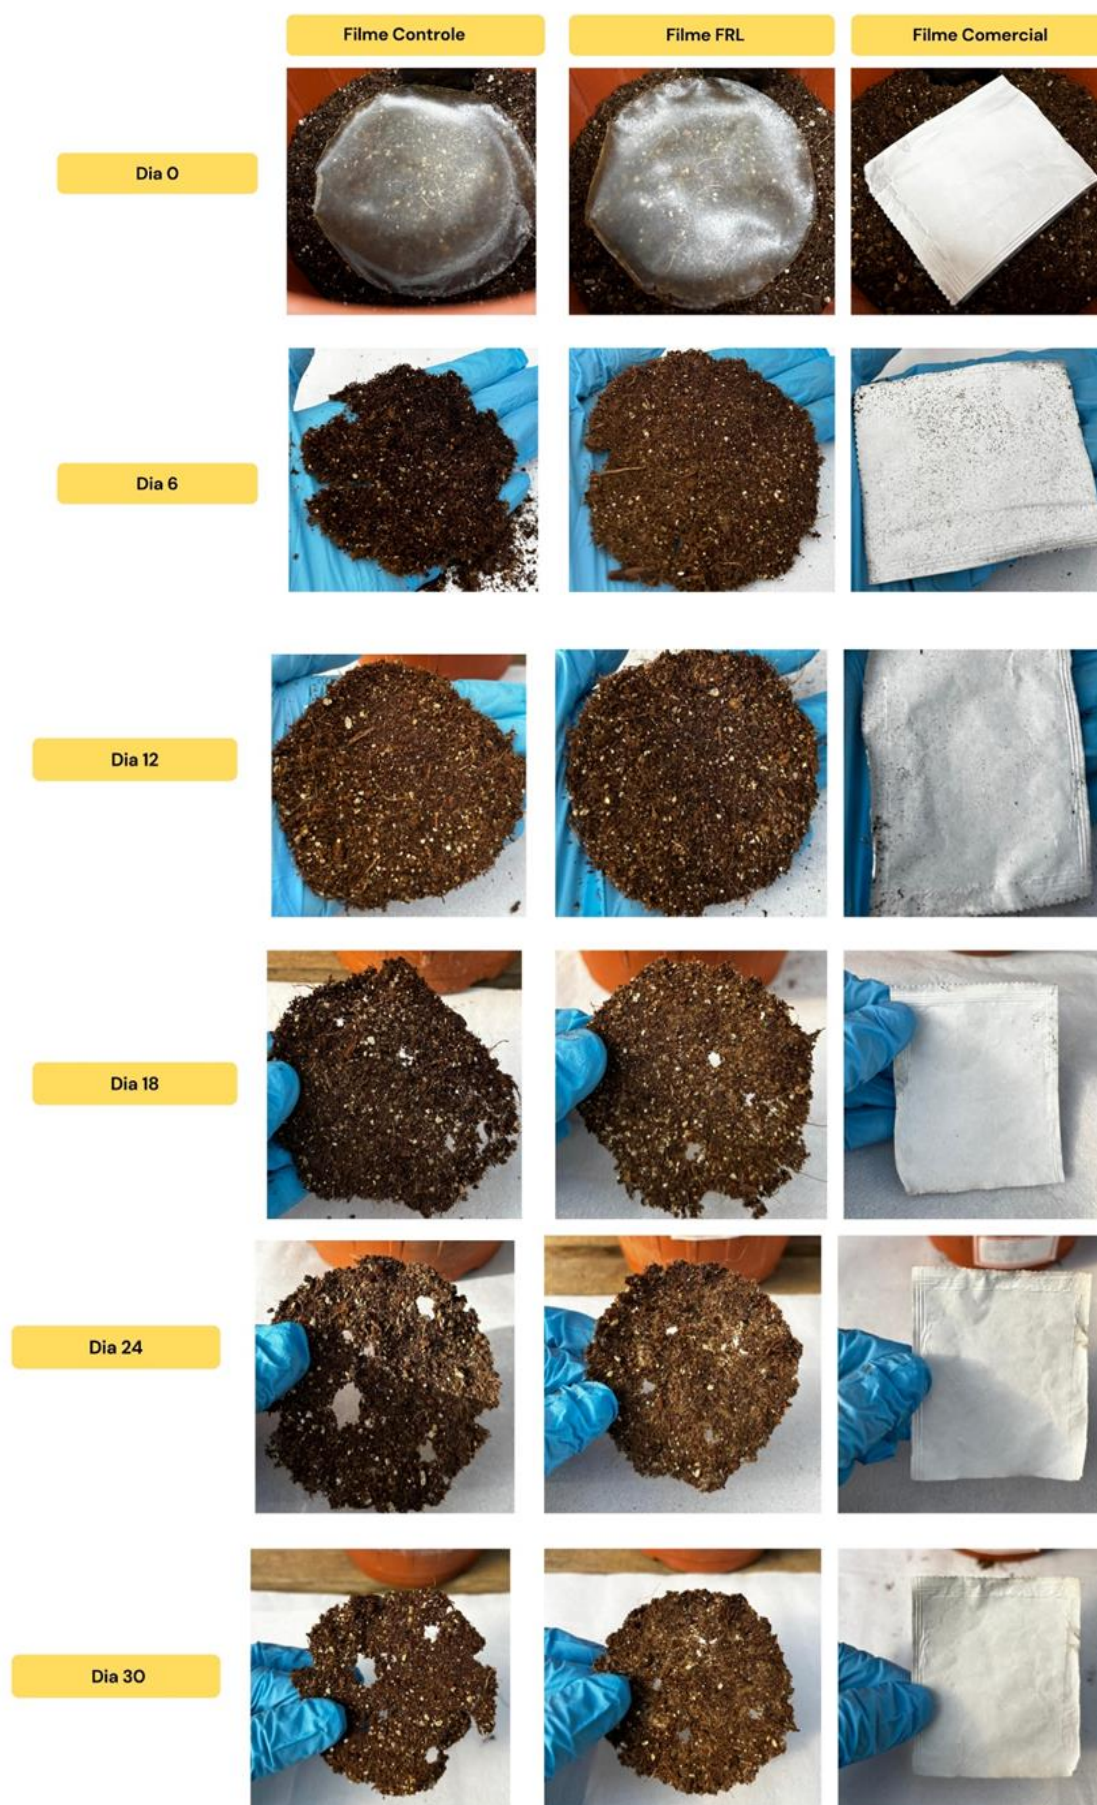 Filme Controle
Filme FRL
Filme Comercial
Dia 0
Dia 6
Dia 12
Dia 18
Dia 24
Dia 30